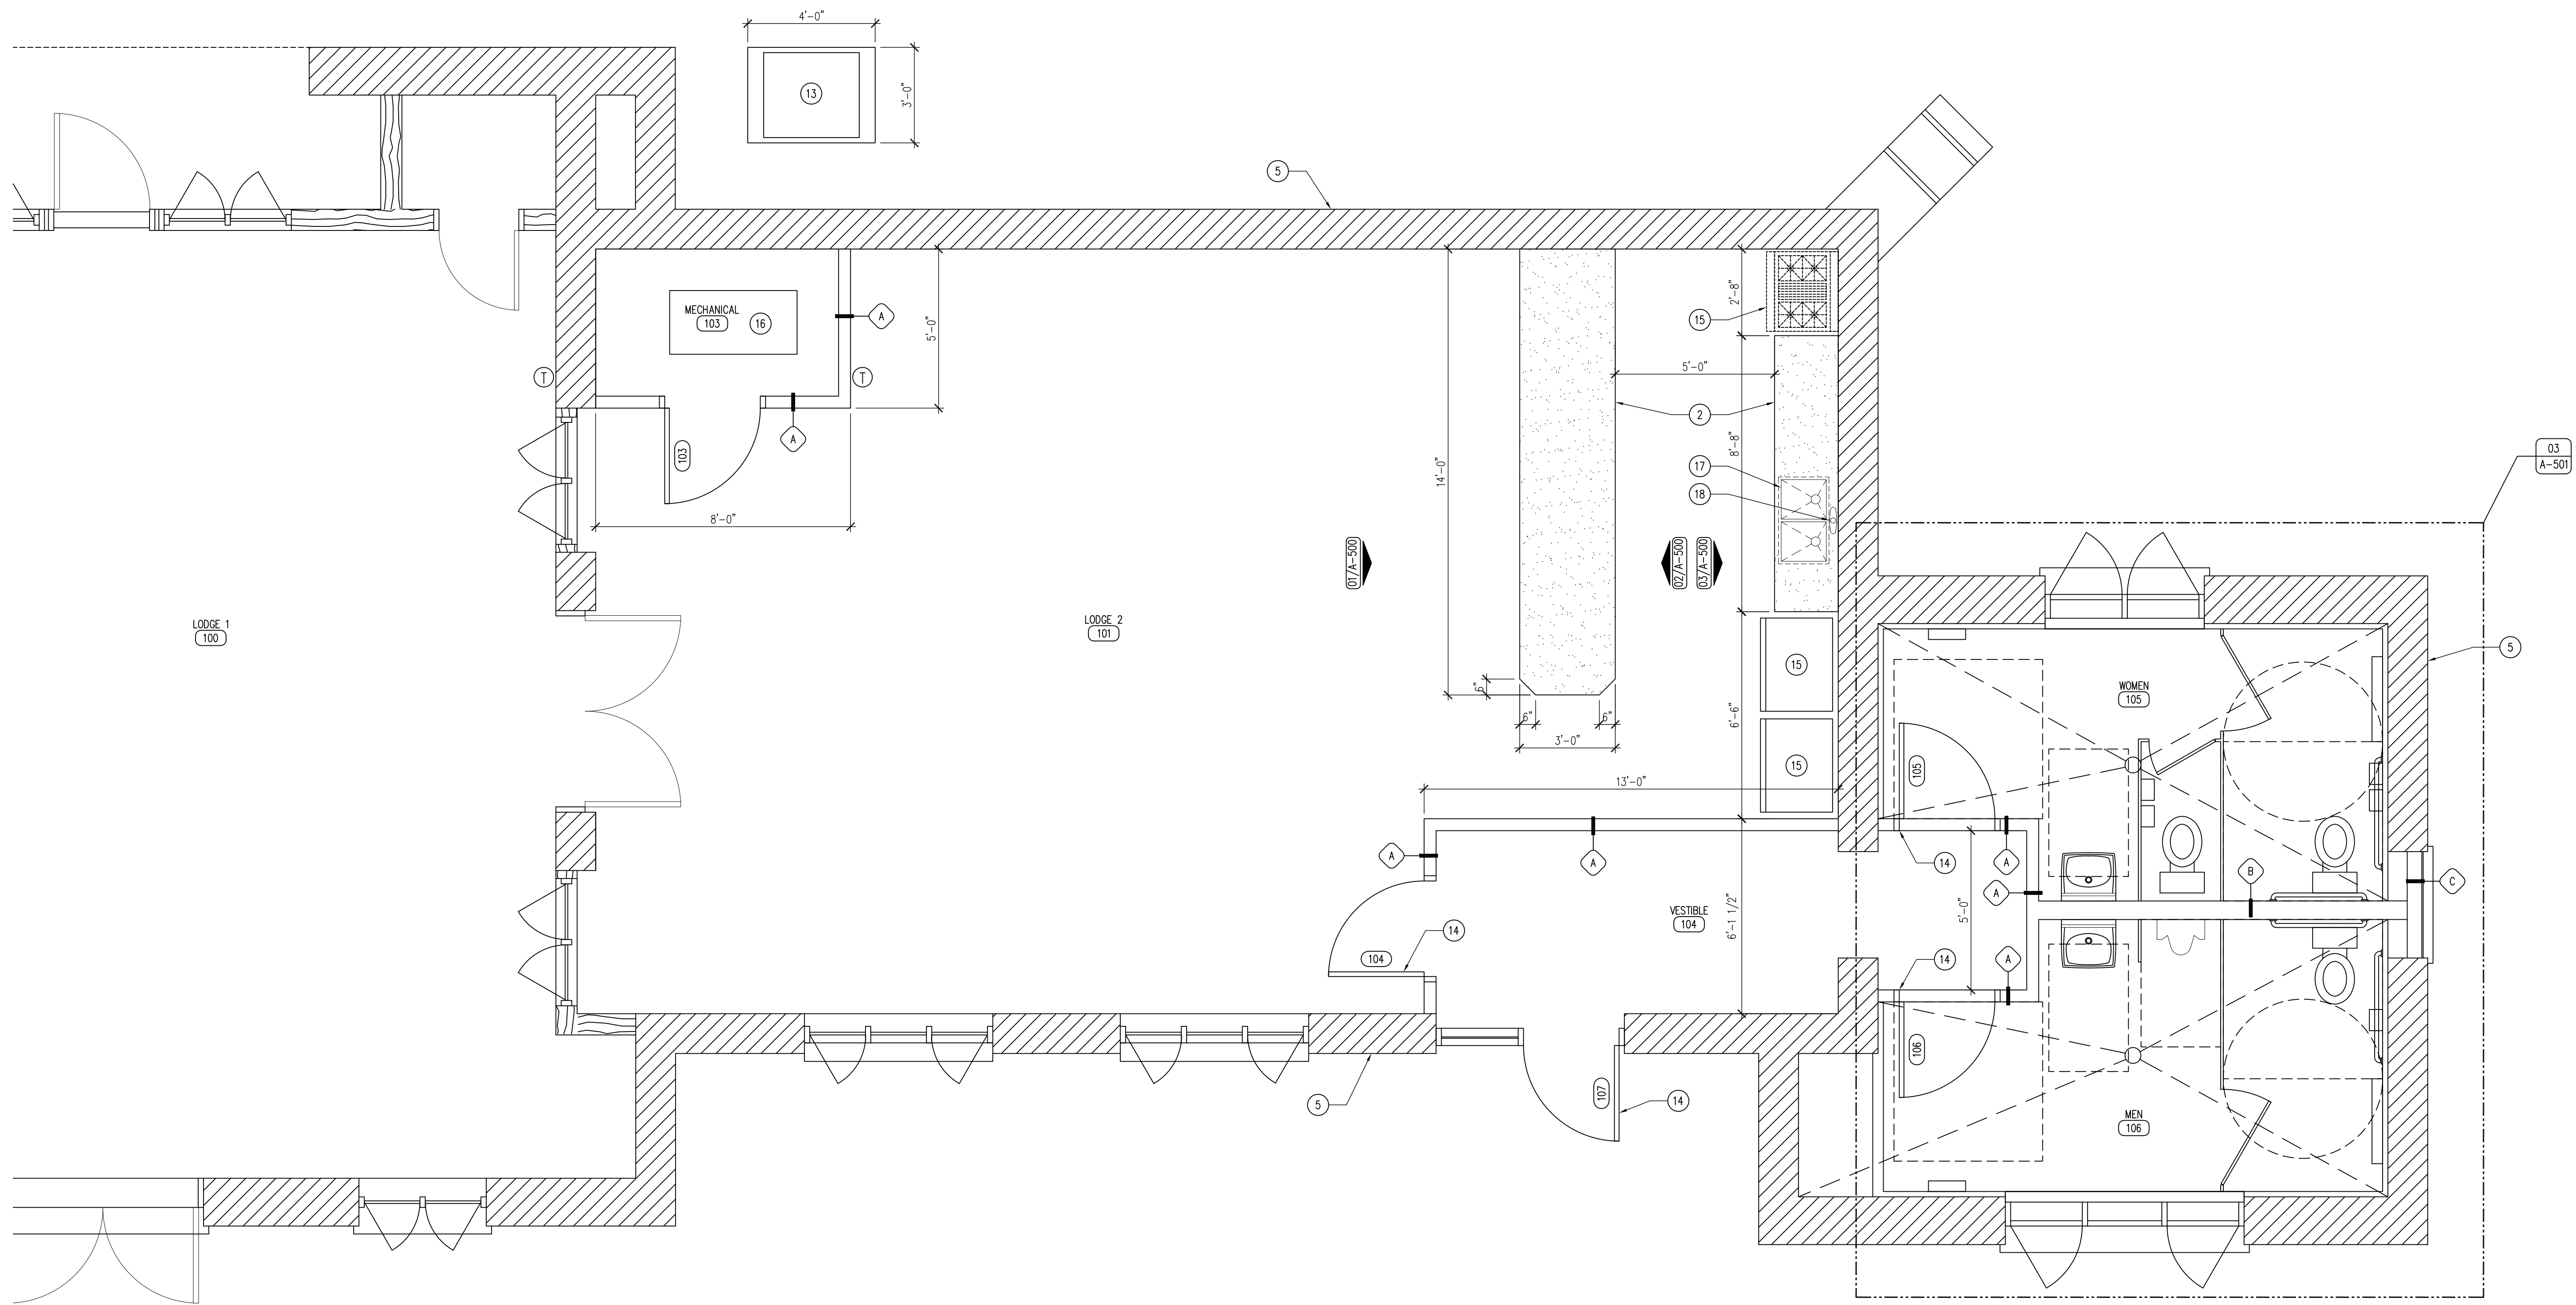 4'-0"
13
3'-0"
5
MECHANICAL
103
16
A
5'-0"
T
T
A
103
8'-0"
14'-0"
2'-8"
15
5'-0"
2
8'-8"
17
18
03
A-501
01/A-500
02/A-500
03/A-500
LODGE 1
100
LODGE 2
101
15
5
6"
6"
6"
3'-0"
6'-6"
WOMEN
105
15
105
13'-0"
A
A
14
A
A
B
C
VESTIBLE
104
6'-1 1/2"
5'-0"
14
104
14
A
106
107
14
5
MEN
106